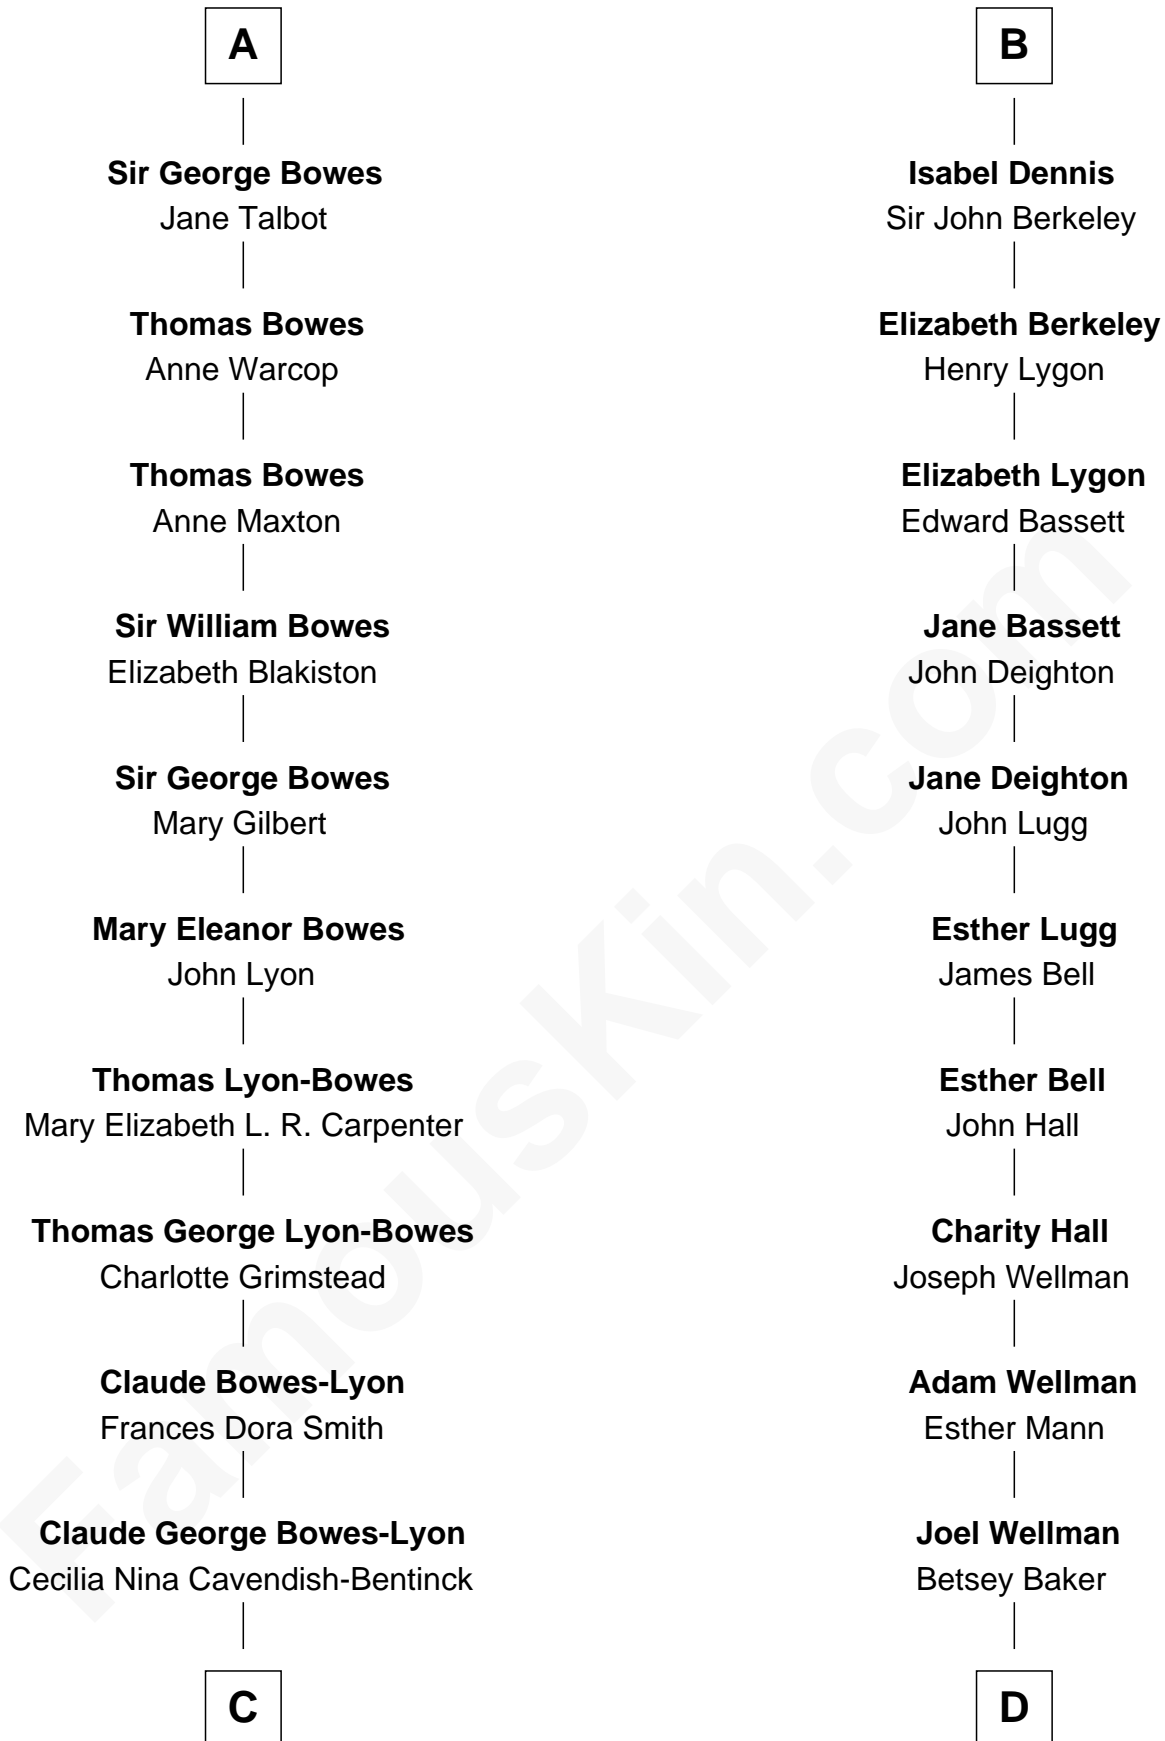 A
Sir George Bowes
Jane Talbot
Thomas Bowes
Anne Warcop
Thomas Bowes
Anne Maxton
Sir William Bowes
Elizabeth Blakiston
Sir George Bowes
Mary Gilbert
Mary Eleanor Bowes
John Lyon
Thomas Lyon-Bowes
Mary Elizabeth L. R. Carpenter
Thomas George Lyon-Bowes
Charlotte Grimstead
Claude Bowes-Lyon
Frances Dora Smith
Claude George Bowes-Lyon
Cecilia Nina Cavendish-Bentinck
C
B
Isabel Dennis
Sir John Berkeley
Elizabeth Berkeley
Henry Lygon
Elizabeth Lygon
Edward Bassett
Jane Bassett
John Deighton
Jane Deighton
John Lugg
Esther Lugg
James Bell
Esther Bell
John Hall
Charity Hall
Joseph Wellman
Adam Wellman
Esther Mann
Joel Wellman
Betsey Baker
D
FamousKin.com